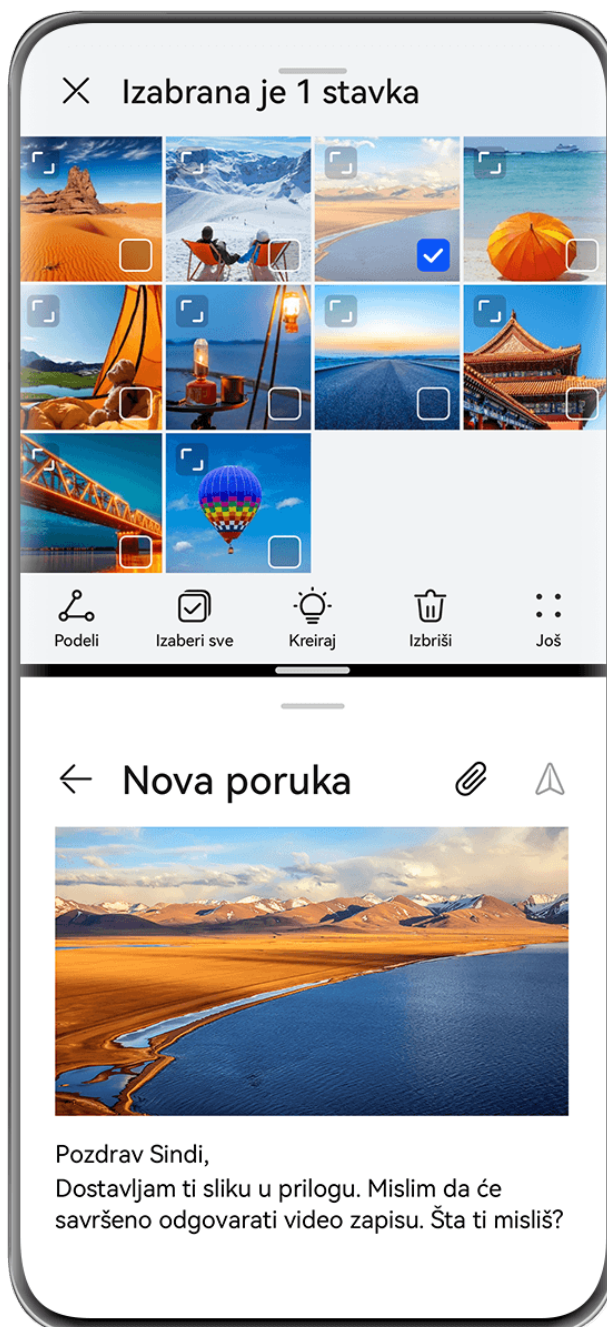 Izabrana je 1 stavka
Podeli
Izaberi sve
Kreiraj
Izbriši
Još
Nova poruka
Pozdrav Sindi,
Dostavljam ti sliku u prilogu. Mislim da će
savršeno odgovarati video zapisu. Šta ti misliš?